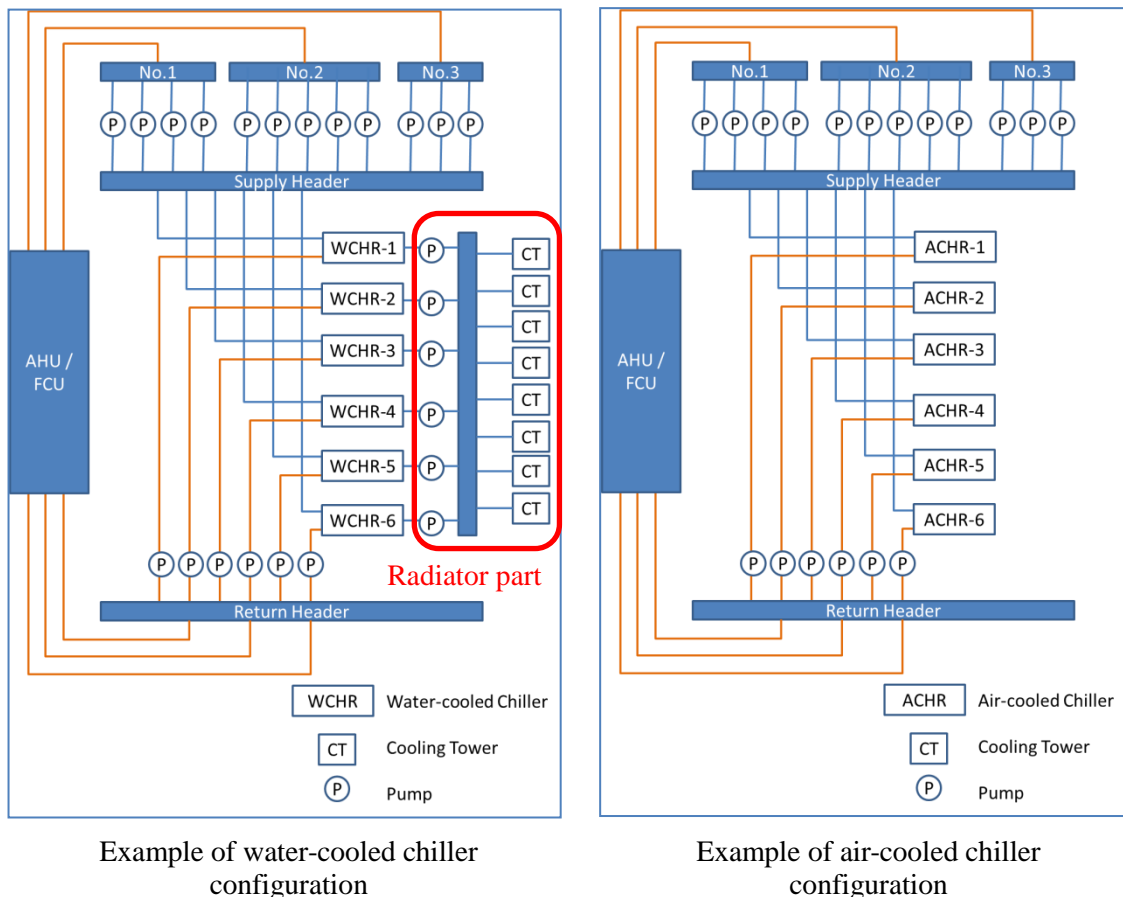 No.1 No.2 No.3
P P P P P P P P P P P P
Supply Header
WCHR-1 P CT
WCHR-2 P CT
CT
WCHR-3 P CT
AHU /
FCU
CT
WCHR-4 P CT
WCHR-5 P CT
WCHR-6 P CT
P P P P P P
Radiator part
Return Header
WCHR Water-cooled Chiller
CT Cooling Tower
P Pump
Example of water-cooled chiller
configuration
No.1 No.2 No.3
P P P P P P P P P P P P
Supply Header
ACHR-1
ACHR-2
ACHR-3
AHU /
FCU
ACHR-4
ACHR-5
ACHR-6
P P P P P P
Return Header
ACHR Air-cooled Chiller
CT Cooling Tower
P Pump
Example of air-cooled chiller
configuration